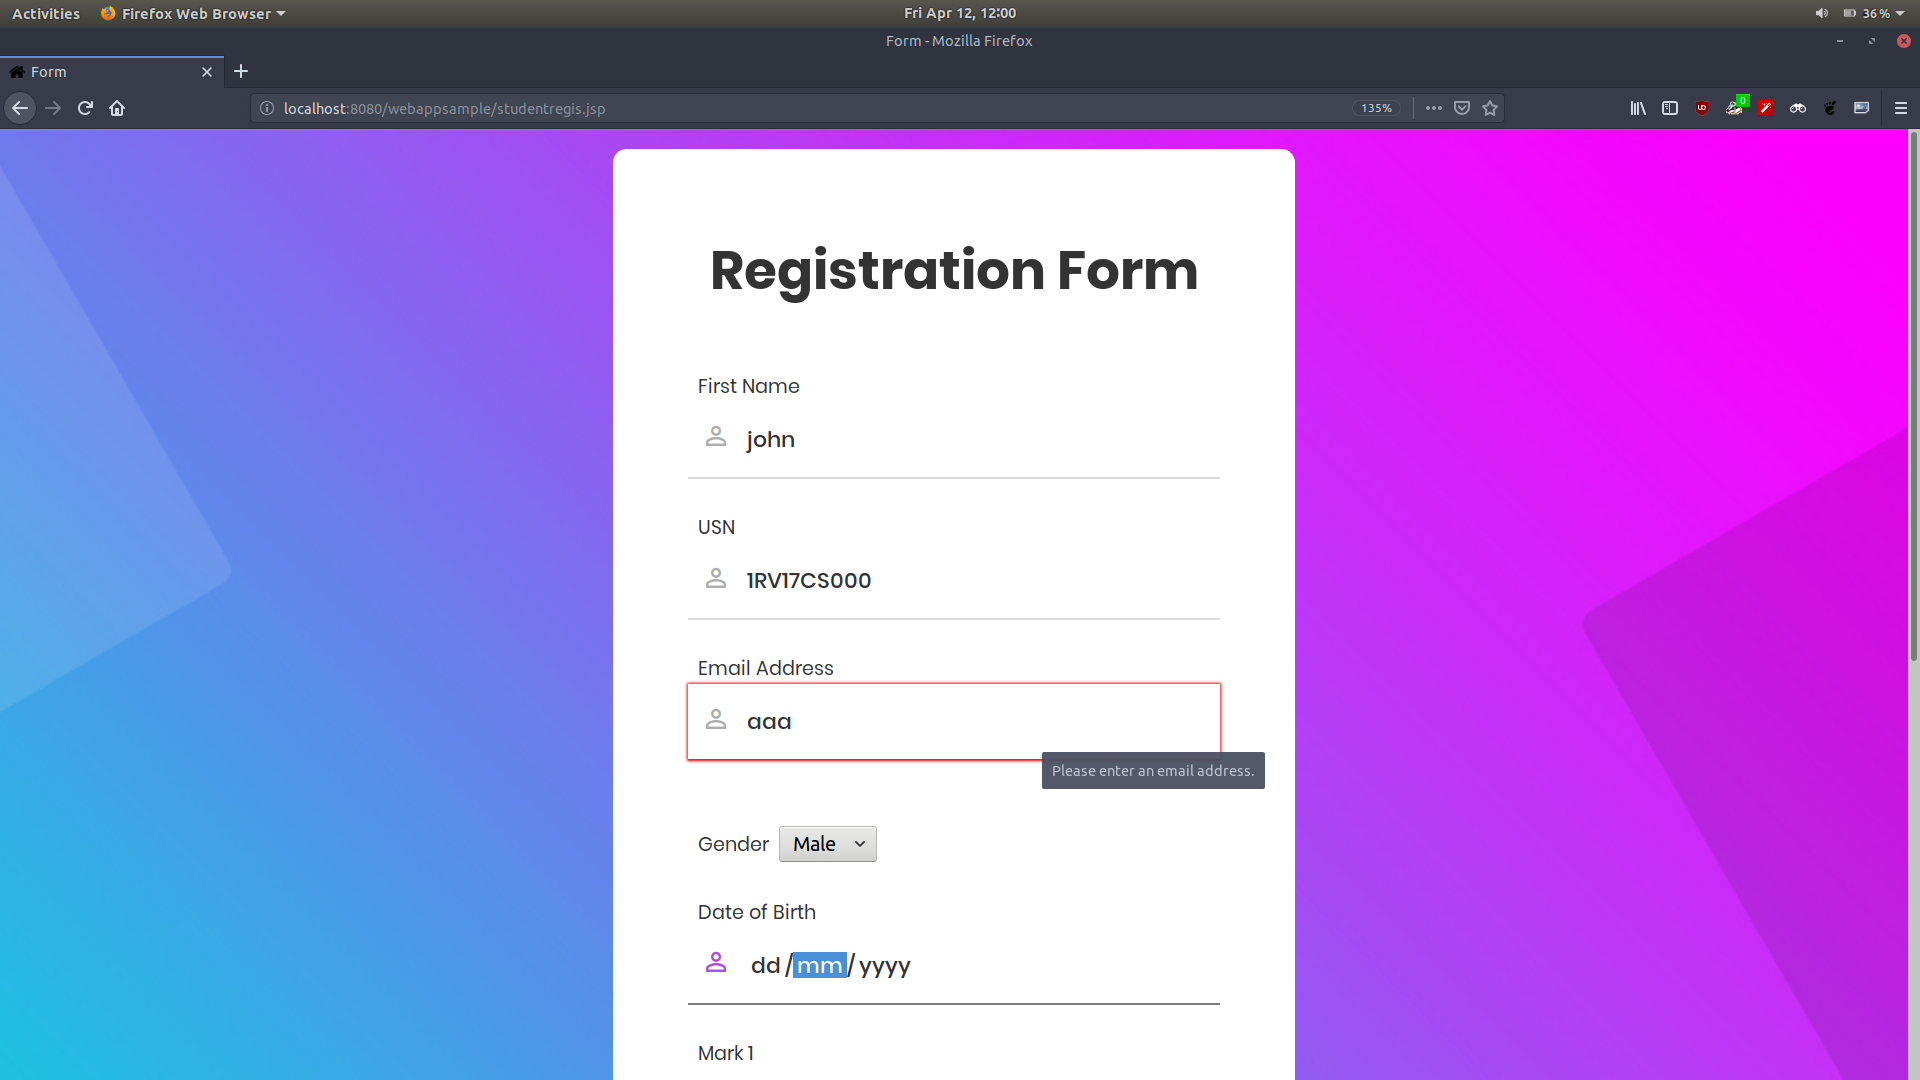 Activities Firefox Web Browser Fri Apr 12, 12:00 36%
Form - Mozilla Firefox
Form
localhost:8080/webappsample/studentregis.jsp 135% 0
Registration Form
First Name
john
USN
1RV17CS000
Email Address
aaa
Please enter an email address.
Gender Male
Date of Birth
dd/mm/yyyy
Mark 1